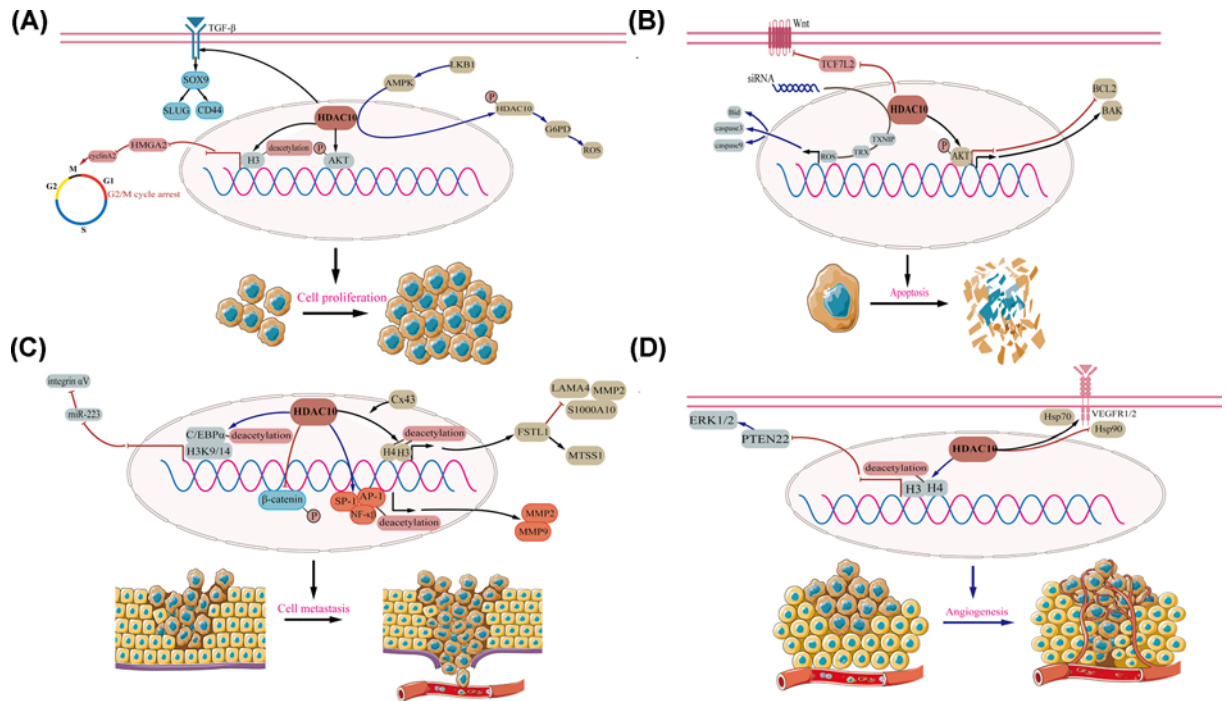 (A)
TGF-β
SOX9
SLUG
CD44
AMPK
LKB1
P
HDAC10
G6PD
ROS
HDAC10
deacetylation
P
H3
AKT
HMGA2
cyclinA2
M
G1
G2
G2/M cycle arrest
S
Cell proliferation
(B)
Wnt
TCF7L2
siRNA
HDAC10
BCL2
BAK
Bid
caspase3
caspase9
TXNIP
TRX
ROS
P
AKT
Apoptosis
(C)
integrin αV
miR-223
HDAC10
Cx43
C/EBPα
deacetylation
H3K9/14
deacetylation
H4
H3
FSTL1
LAMA4
MMP2
S1000A10
MTSS1
β-catenin
P
SP-1
AP-1
NF-κβ
deacetylation
MMP2
MMP9
Cell metastasis
(D)
ERK1/2
PTEN22
HDAC10
Hsp70
VEGFR1/2
Hsp90
deacetylation
H3
H4
Angiogenesis